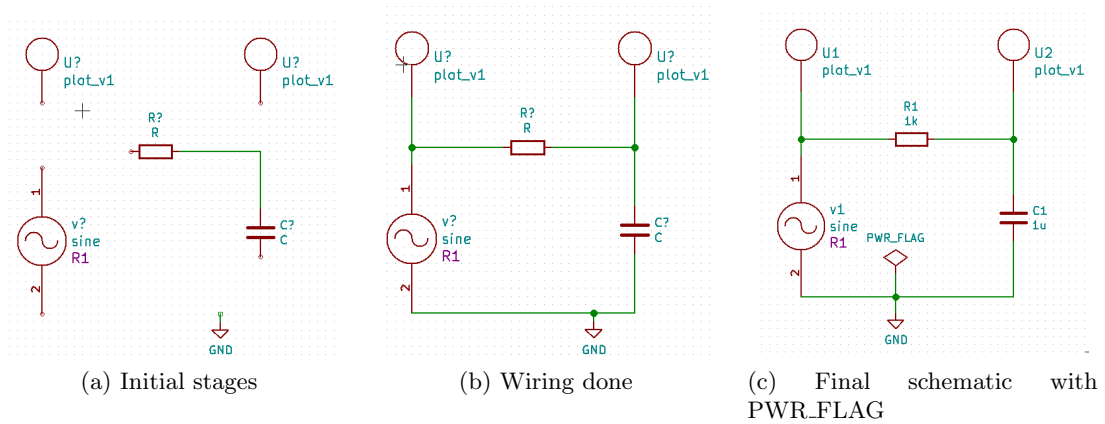 U?
plot_v1
U?
plot_v1
R?
R
1
v?
sine
R1
2
C?
C
GND
(a) Initial stages
U?
plot_v1
U?
plot_v1
R?
R
1
v?
sine
R1
2
C?
C
GND
(b) Wiring done
U1
plot_v1
U2
plot_v1
R1
1k
1
v1
sine
R1
2
PWR_FLAG
C1
1u
GND
(c) Final schematic with
PWR_FLAG